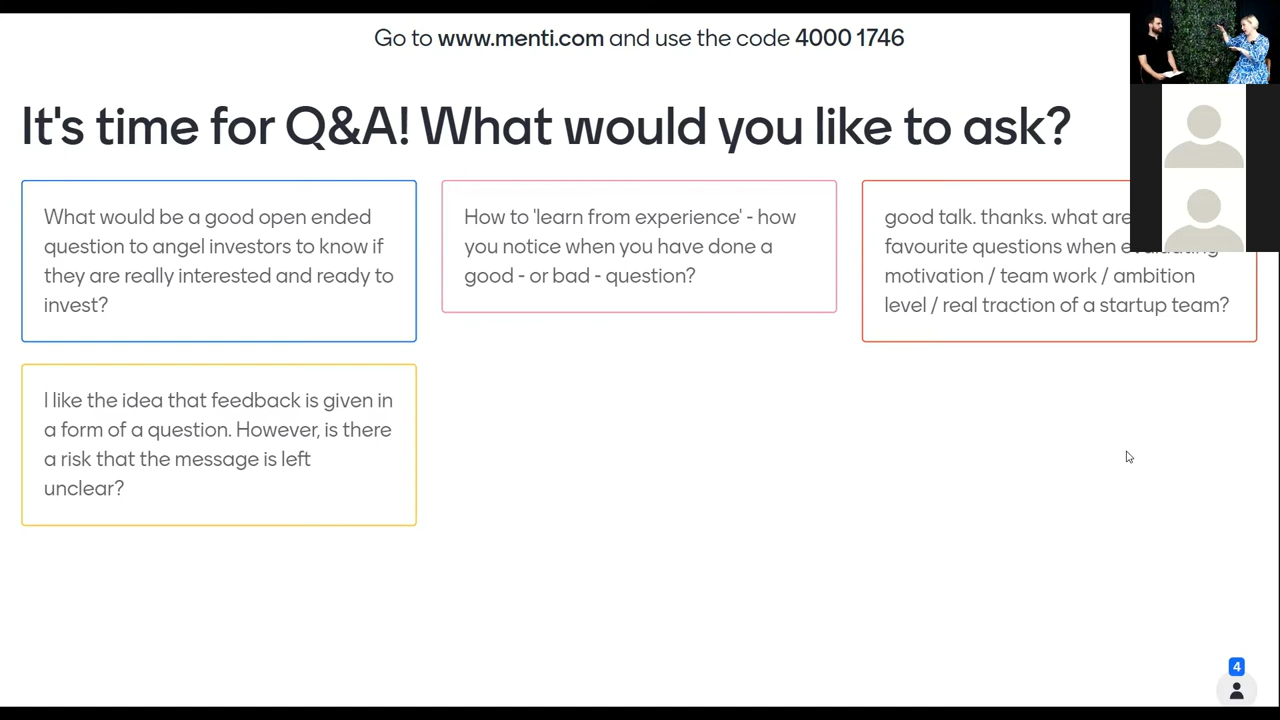 Go to www.menti.com and use the code 4000 1746
It's time for Q&A! What would you like to ask?
What would be a good open ended
question to angel investors to know if
they are really interested and ready to
invest?
How to 'learn from experience' - how
you notice when you have done a
good - or bad - question?
good talk. thanks. what are
favourite questions when evaluating
motivation / team work / ambition
level / real traction of a startup team?
I like the idea that feedback is given in
a form of a question. However, is there
a risk that the message is left
unclear?
4